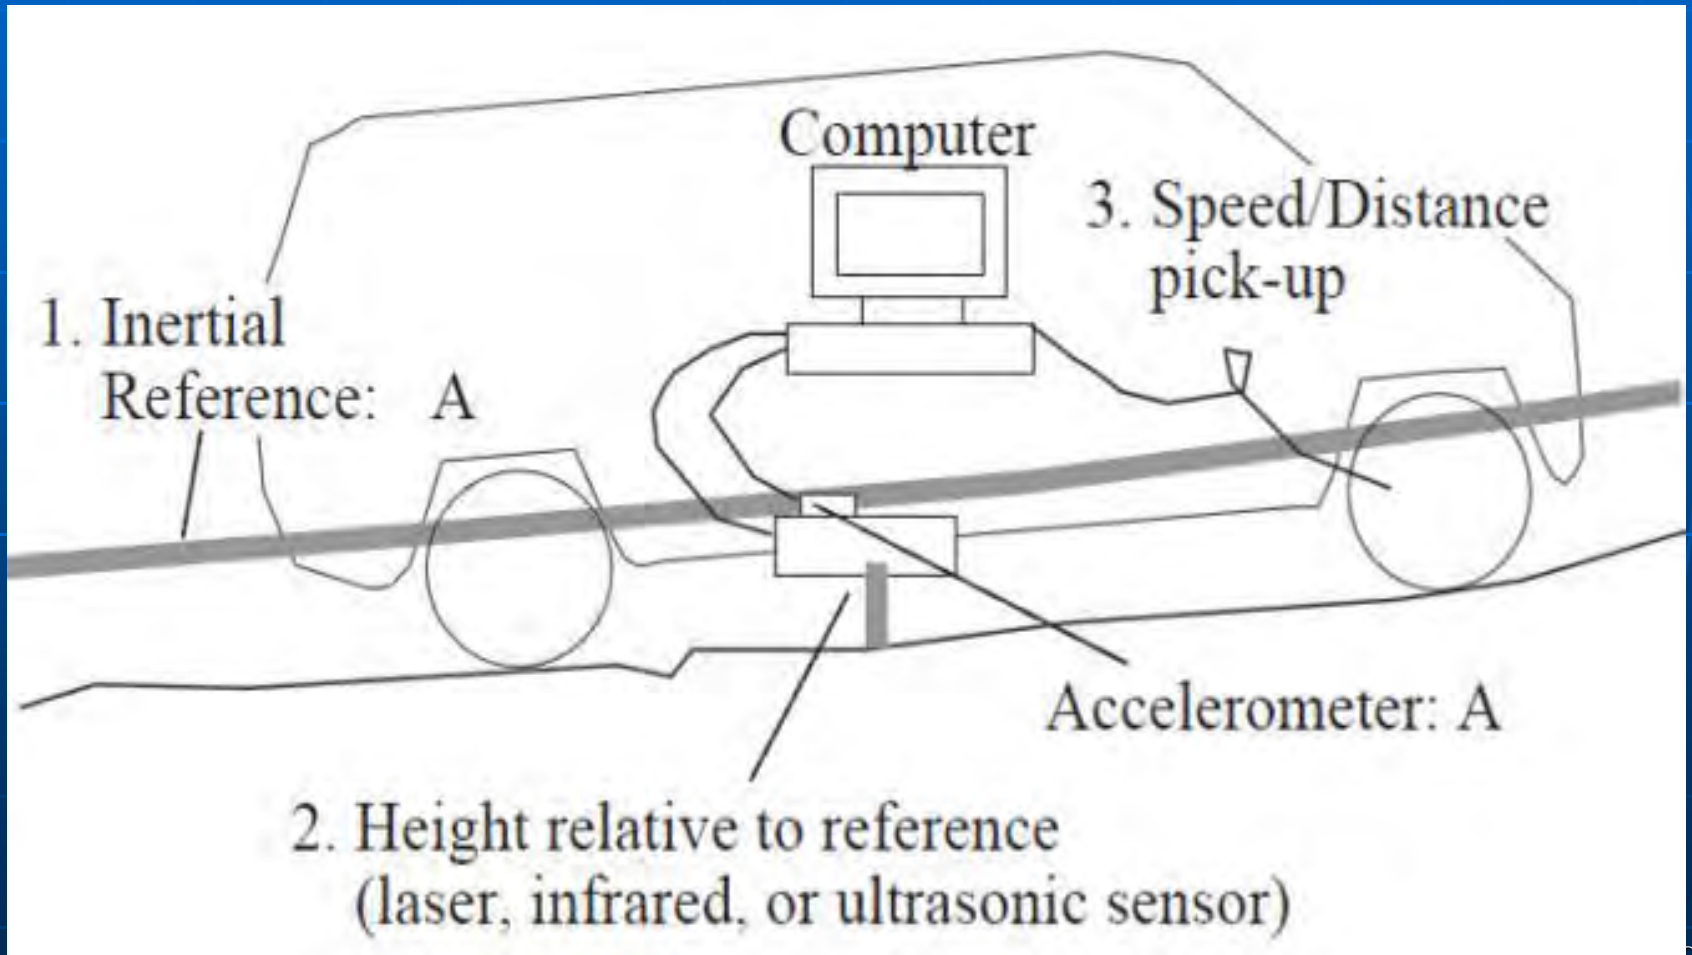 Computer
3. Speed/Distance
pick-up
1. Inertial
Reference: A
Accelerometer: A
2. Height relative to reference
(laser, infrared, or ultrasonic sensor)